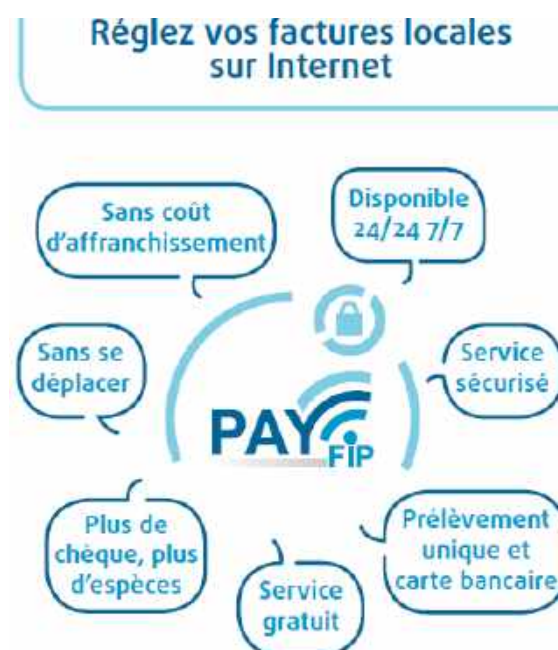 Réglez vos factures locales
sur Internet
Sans coût
d'affranchissement
Disponible
24/24 7/7
Sans se
déplacer
Service
sécurisé
PAY
FiP
Plus de
chèque, plus
d'espèces
Service
gratuit
Prélèvement
unique et
carte bancaire